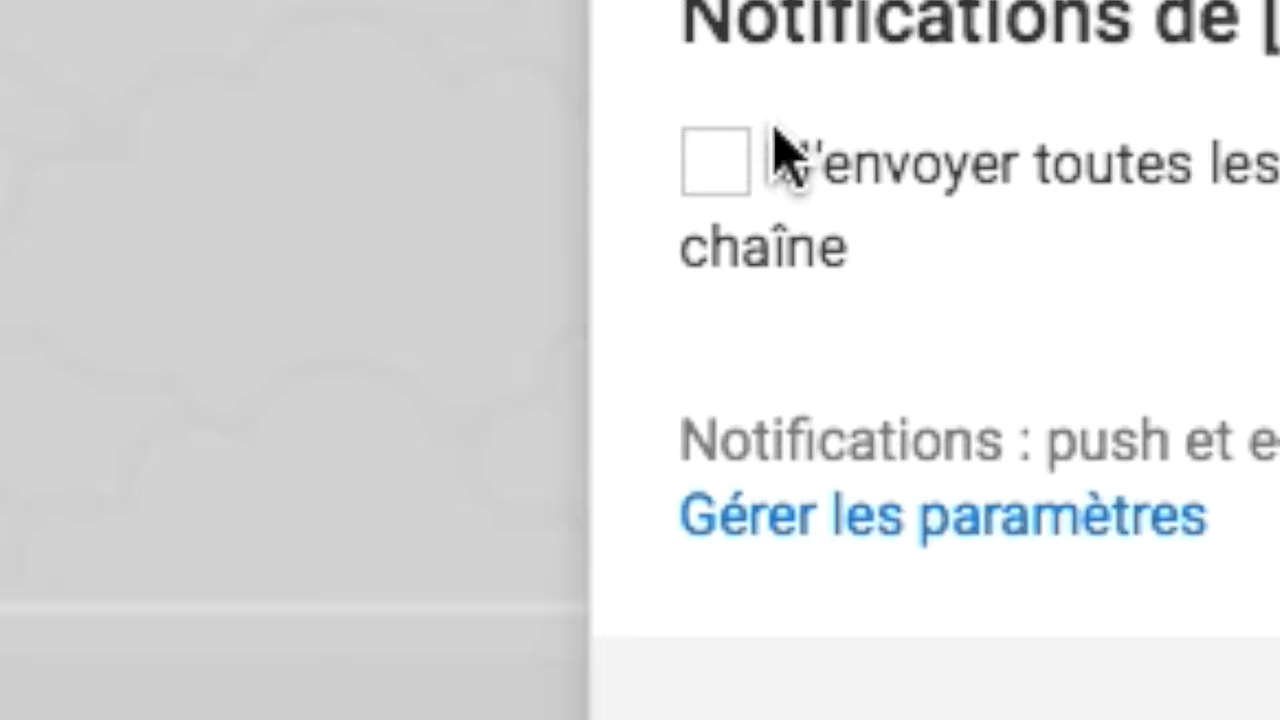 Notifications de [
'envoyer toutes les
chaîne
Notifications : push et e-
Gérer les paramètres